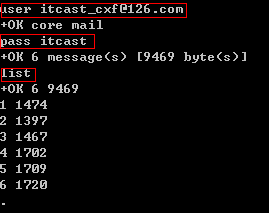 user itcast_cxf@126.com
+OK core mail
pass itcast
+OK 6 message(s) [9469 byte(s)]
list
+OK 6 9469
1 1474
2 1397
3 1467
4 1702
5 1709
6 1720
.